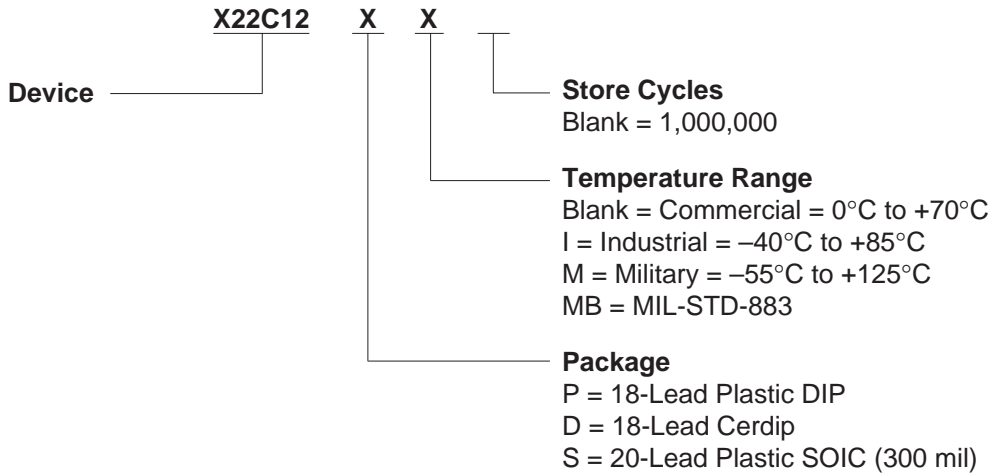 X22C12 X X
Device
Store Cycles
Blank = 1,000,000
Temperature Range
Blank = Commercial = 0°C to +70°C
I = Industrial = –40°C to +85°C
M = Military = –55°C to +125°C
MB = MIL-STD-883
Package
P = 18-Lead Plastic DIP
D = 18-Lead Cerdip
S = 20-Lead Plastic SOIC (300 mil)